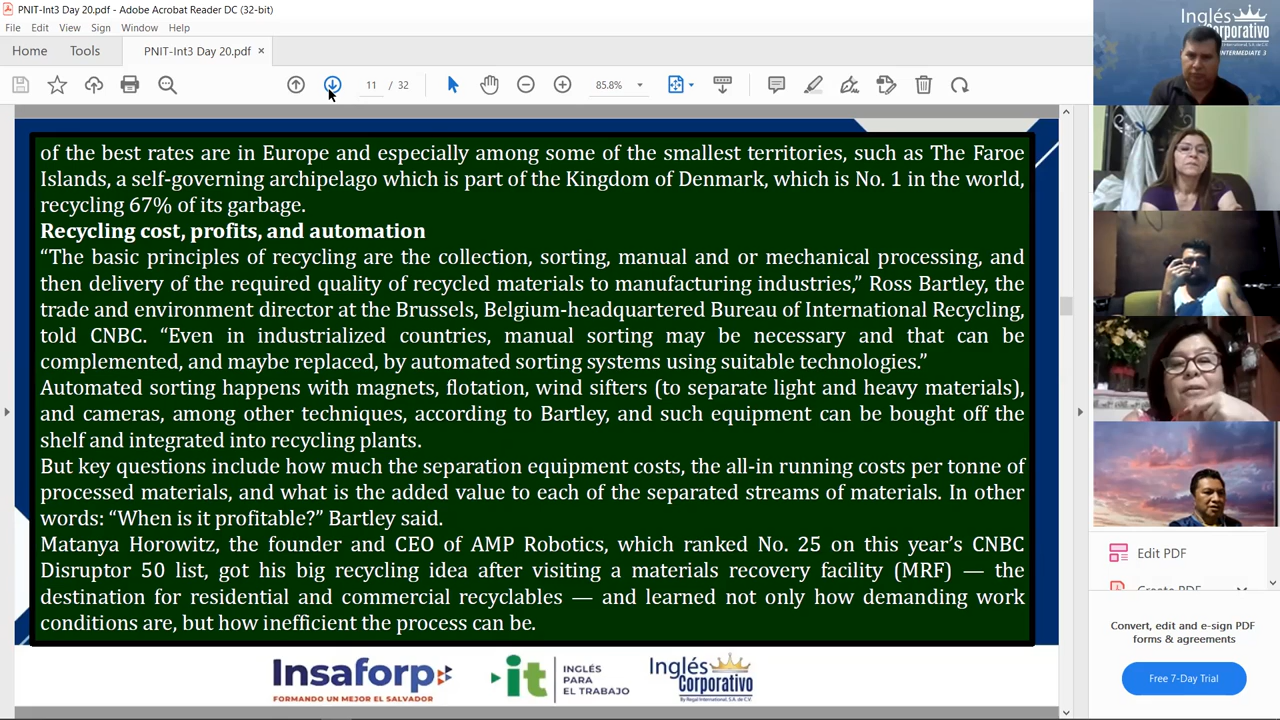 PNIT-Int3 Day 20.pdf - Adobe Acrobat Reader DC (32-bit)
File Edit View Sign Window Help
Home Tools PNIT-Int3 Day 20.pdf ×
11 / 32 85.8%
of the best rates are in Europe and especially among some of the smallest territories, such as The Faroe
Islands, a self-governing archipelago which is part of the Kingdom of Denmark, which is No. 1 in the world,
recycling 67% of its garbage.
Recycling cost, profits, and automation
“The basic principles of recycling are the collection, sorting, manual and or mechanical processing, and
then delivery of the required quality of recycled materials to manufacturing industries,” Ross Bartley, the
trade and environment director at the Brussels, Belgium-headquartered Bureau of International Recycling,
told CNBC. “Even in industrialized countries, manual sorting may be necessary and that can be
complemented, and maybe replaced, by automated sorting systems using suitable technologies.”
Automated sorting happens with magnets, flotation, wind sifters (to separate light and heavy materials),
and cameras, among other techniques, according to Bartley, and such equipment can be bought off the
shelf and integrated into recycling plants.
But key questions include how much the separation equipment costs, the all-in running costs per tonne of
processed materials, and what is the added value to each of the separated streams of materials. In other
words: “When is it profitable?” Bartley said.
Matanya Horowitz, the founder and CEO of AMP Robotics, which ranked No. 25 on this year’s CNBC
Disruptor 50 list, got his big recycling idea after visiting a materials recovery facility (MRF) — the
destination for residential and commercial recyclables — and learned not only how demanding work
conditions are, but how inefficient the process can be.
Insaforp
FORMANDO UN MEJOR EL SALVADOR
it
INGLÉS
PARA
EL TRABAJO
Inglés
Corporativo
By Regal International, S.A. de C.V.
Inglés
Corporativo
INTERMEDIATE 3
Edit PDF
Create PDF
Convert, edit and e-sign PDF
forms & agreements
Free 7-Day Trial